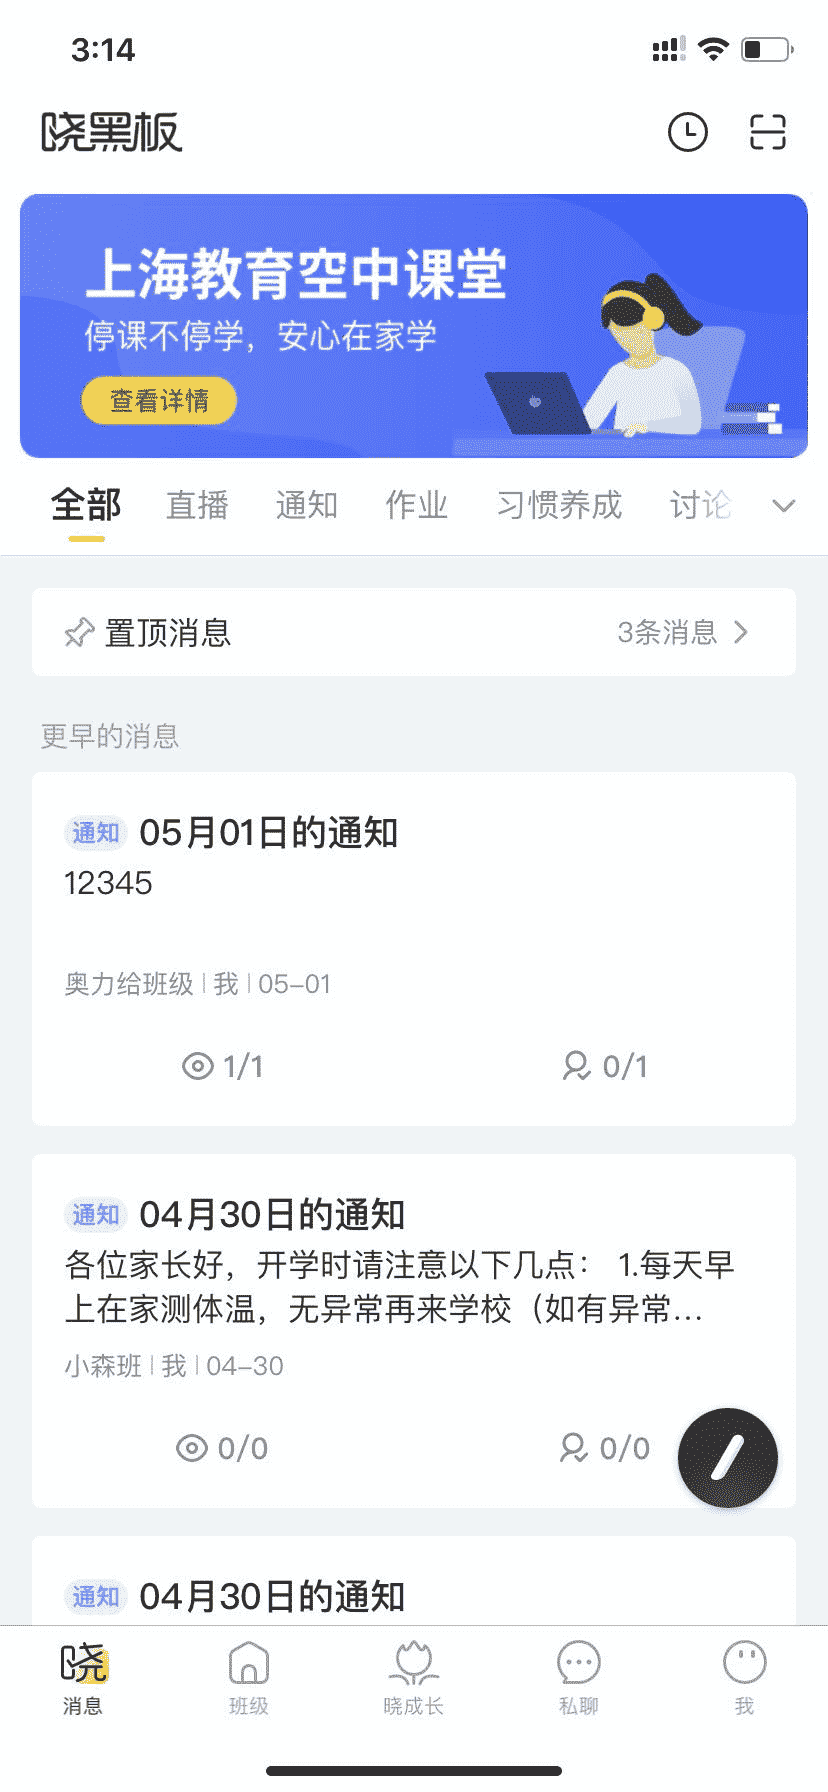 3:14
晓黑板
上海教育空中课堂
停课不停学，安心在家学
查看详情
全部 直播 通知 作业 习惯养成 讨论
置顶消息 3条消息
更早的消息
通知 05月01日的通知
12345
奥力给班级 | 我 | 05-01
1/1 0/1
通知 04月30日的通知
各位家长好，开学时请注意以下几点： 1.每天早
上在家测体温，无异常再来学校（如有异常...
小森班 | 我 | 04-30
0/0 0/0
通知 04月30日的通知
晓
消息 班级 晓成长 私聊 我